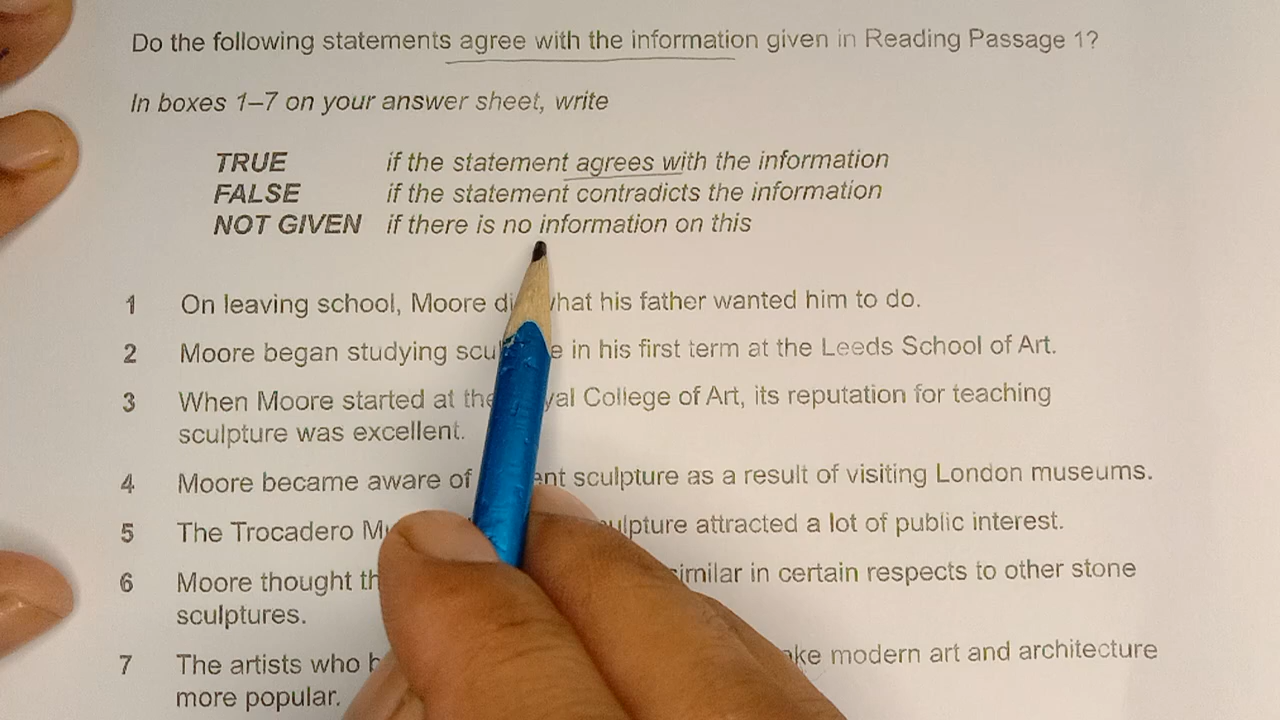 Do the following statements agree with the information given in Reading Passage 1?
In boxes 1–7 on your answer sheet, write
TRUE if the statement agrees with the information
FALSE if the statement contradicts the information
NOT GIVEN if there is no information on this
1 On leaving school, Moore his father wanted him to do.
2 Moore began studying in his first term at the Leeds School of Art.
3 When Moore started at the College of Art, its reputation for teaching
sculpture was excellent.
4 Moore became aware of sculpture as a result of visiting London museums.
5 The Trocadero attracted a lot of public interest.
6 Moore thought similar in certain respects to other stone
sculptures.
7 The artists who modern art and architecture
more popular.